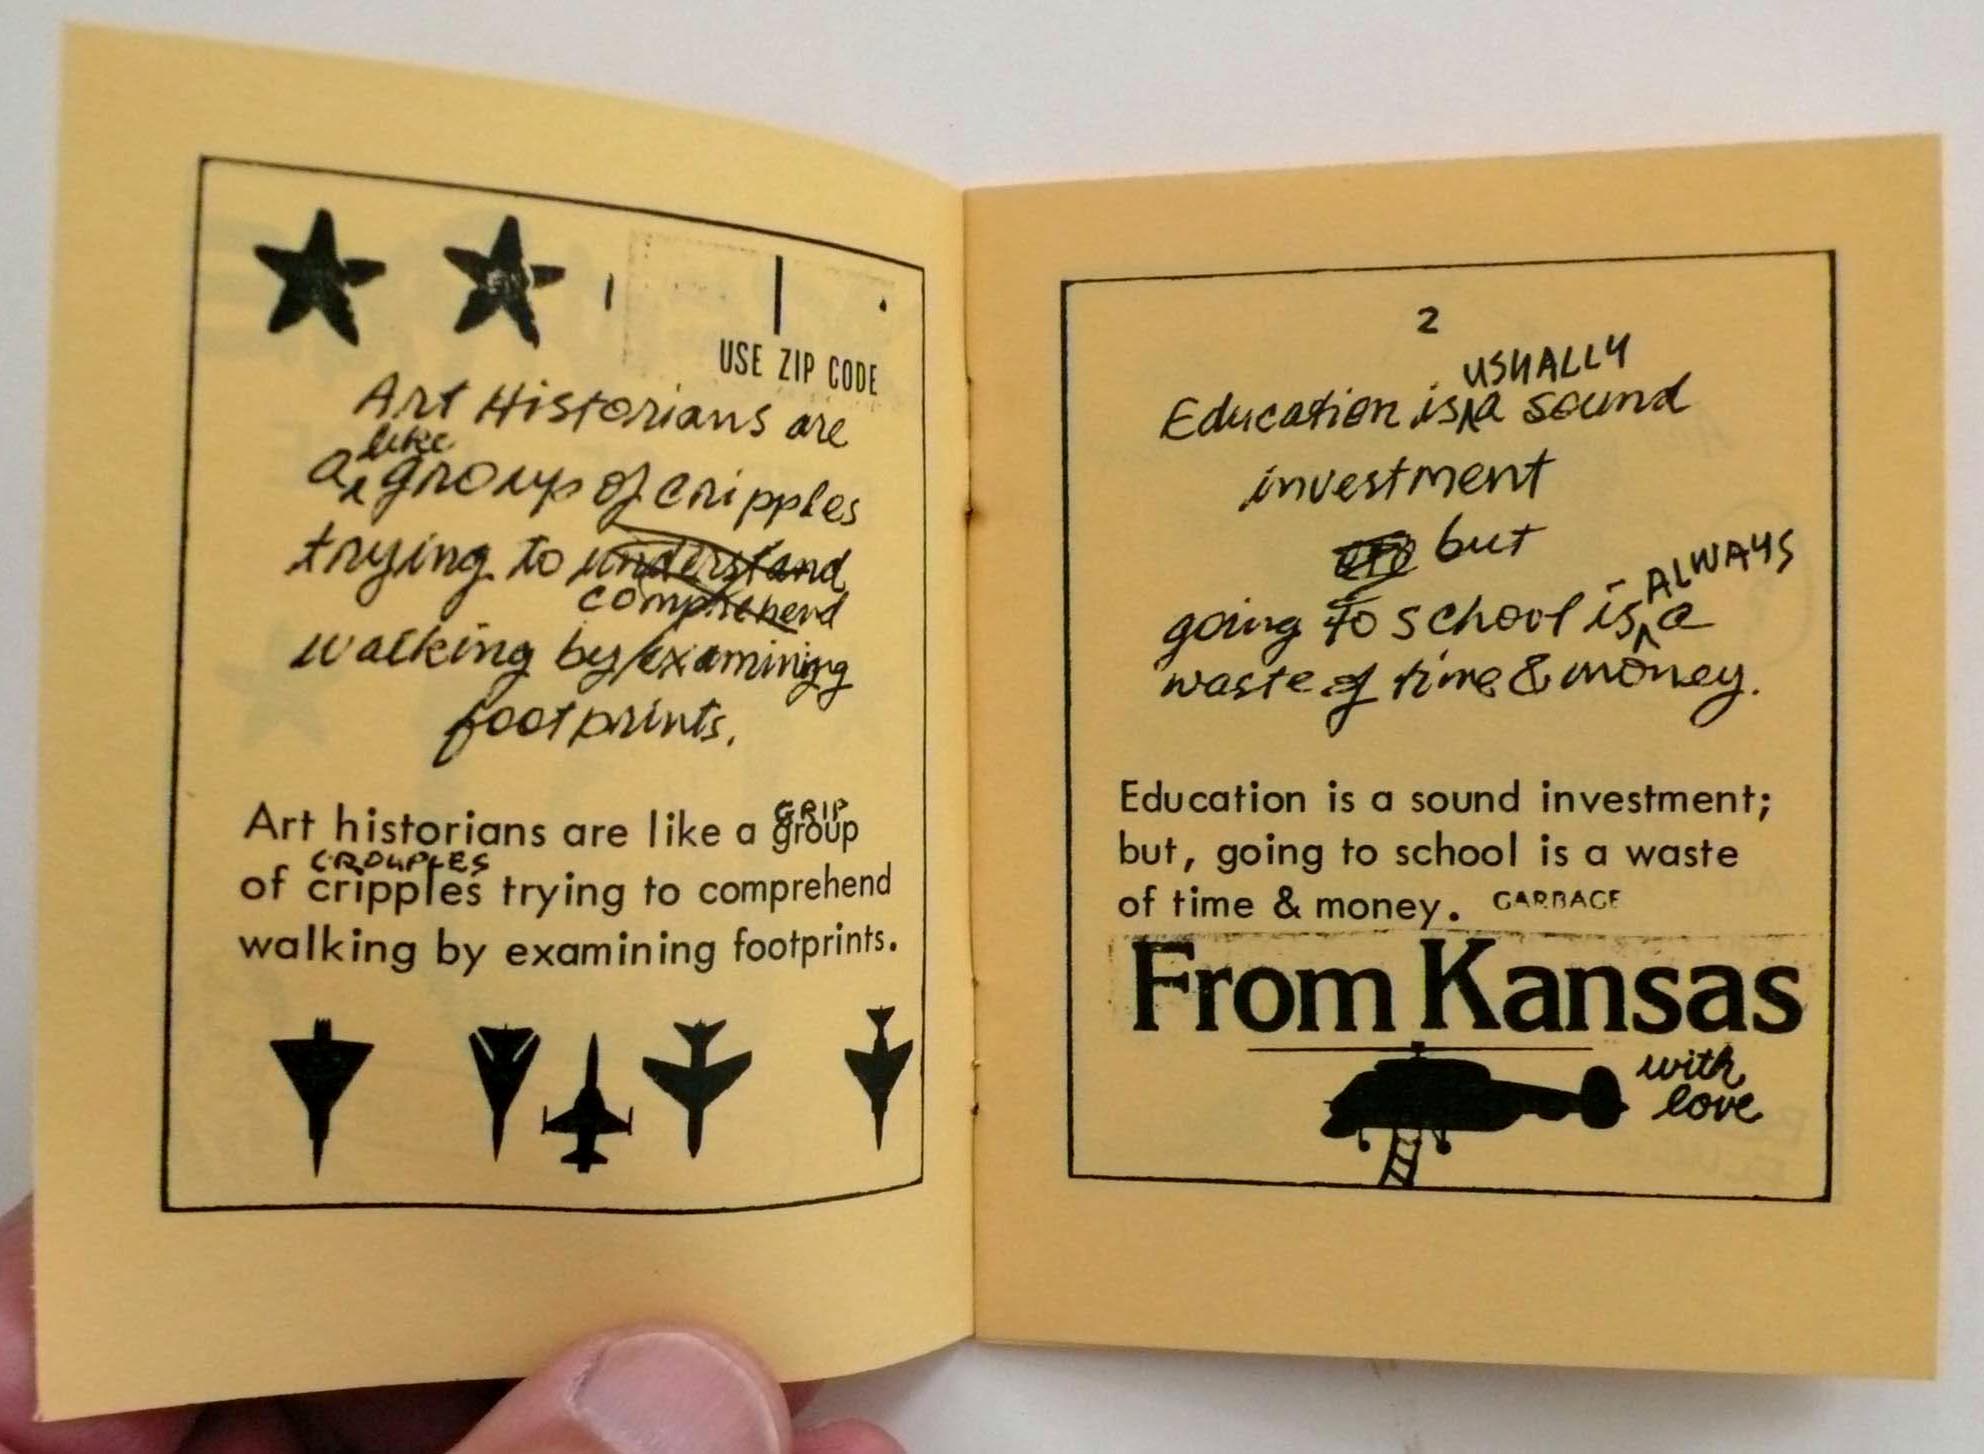 1
USE ZIP CODE
Art Historians are
like
a group of cripples
trying to understand
comprehend
walking by examining
footprints.
GRIP
Art historians are like a group
CROUPLES
of cripples trying to comprehend
walking by examining footprints.
2
USUALLY
Education is a sound
investment
but
ALWAYS
going to school is a
waste of time & money.
Education is a sound investment;
but, going to school is a waste
of time & money. GARBAGE
From Kansas
with
love